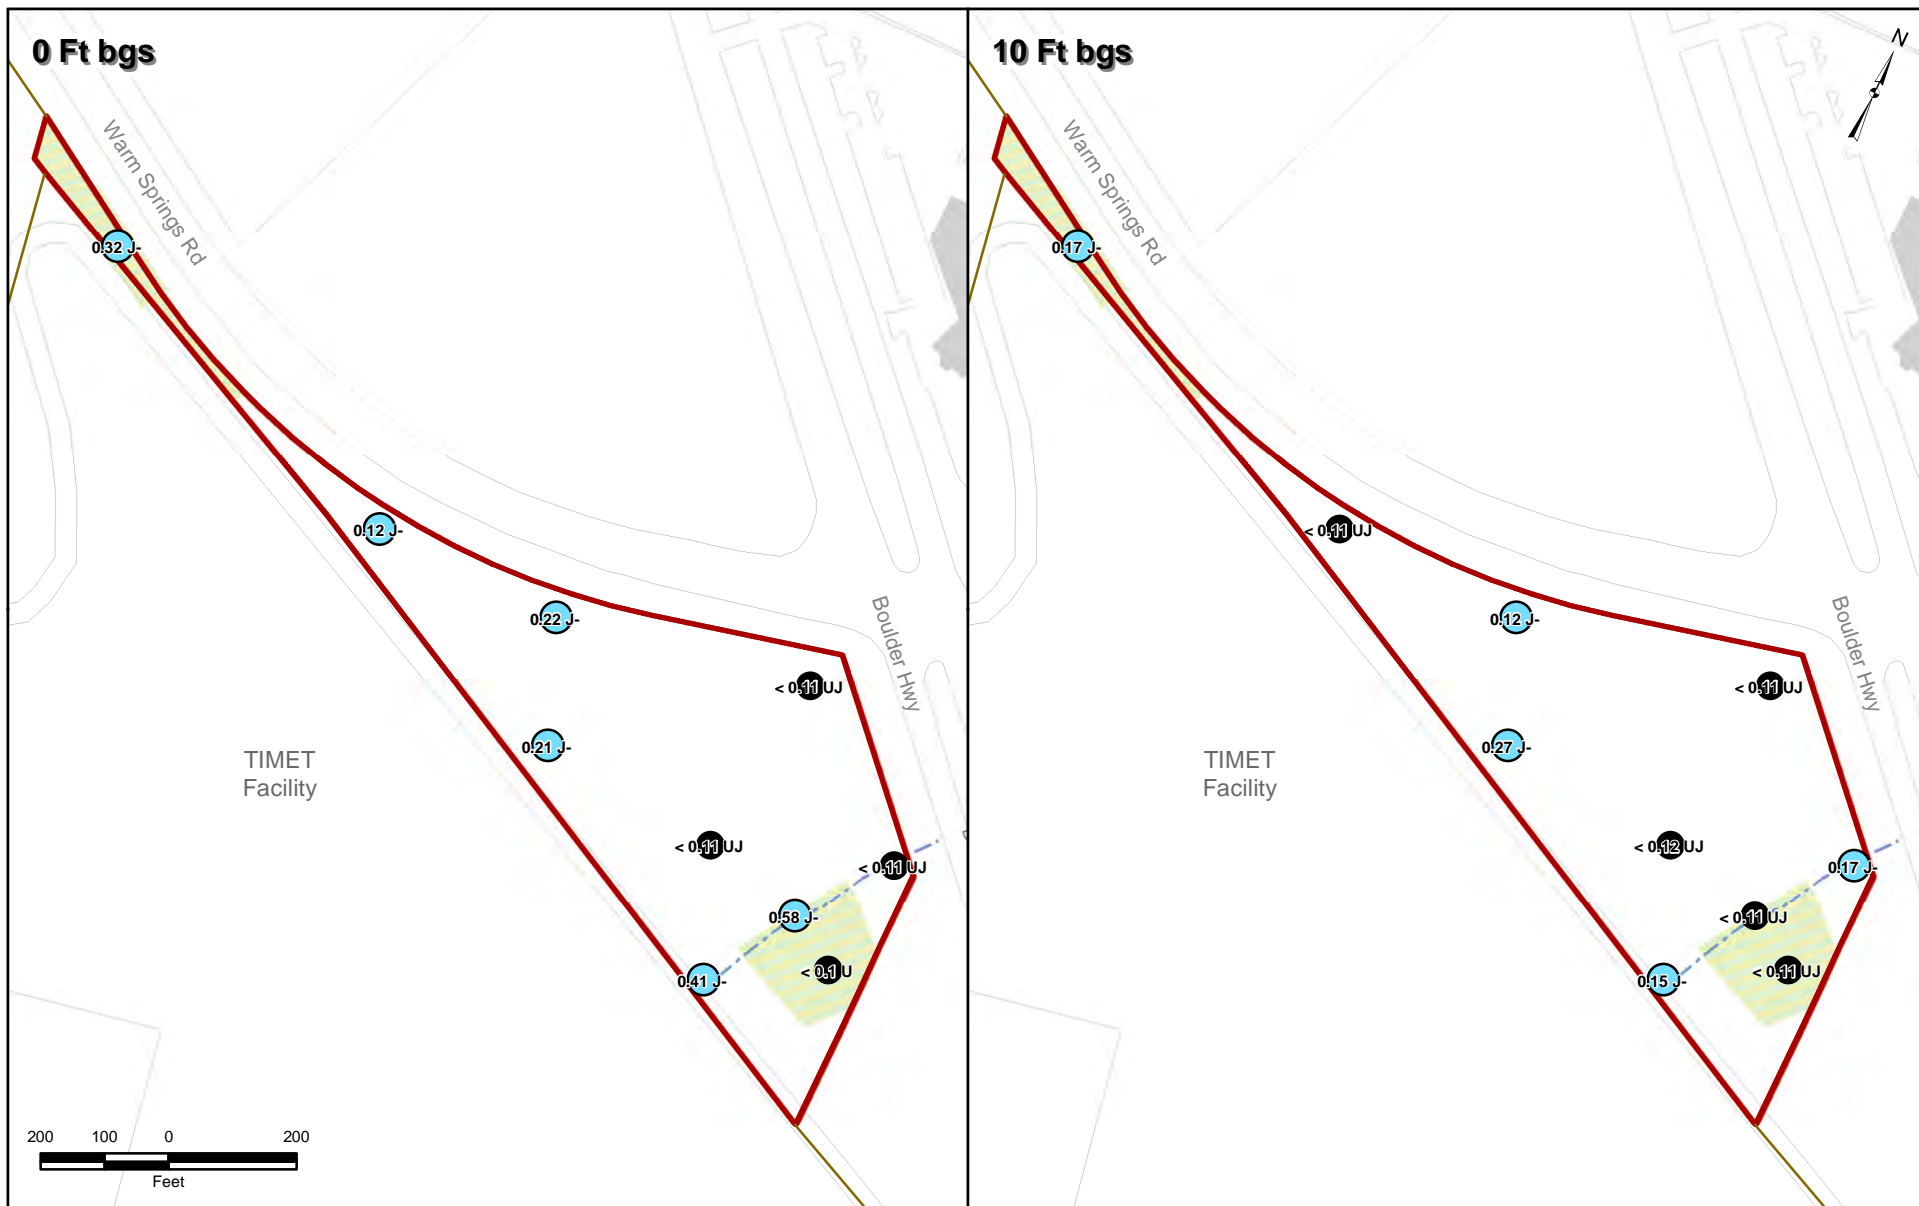 0 Ft bgs
Warm Springs Rd
0.32 J-
0.12 J-
0.22 J-
Boulder Hwy
< 0.11 UJ
0.21 J-
TIMET
Facility
< 0.11 UJ
< 0.11 UJ
0.58 J-
< 0.1 U
0.41 J-
200 100 0 200
Feet
10 Ft bgs
N
Warm Springs Rd
0.17 J-
< 0.11 UJ
0.12 J-
Boulder Hwy
< 0.11 UJ
0.27 J-
TIMET
Facility
< 0.12 UJ
0.17 J-
< 0.11 UJ
< 0.11 UJ
0.15 J-